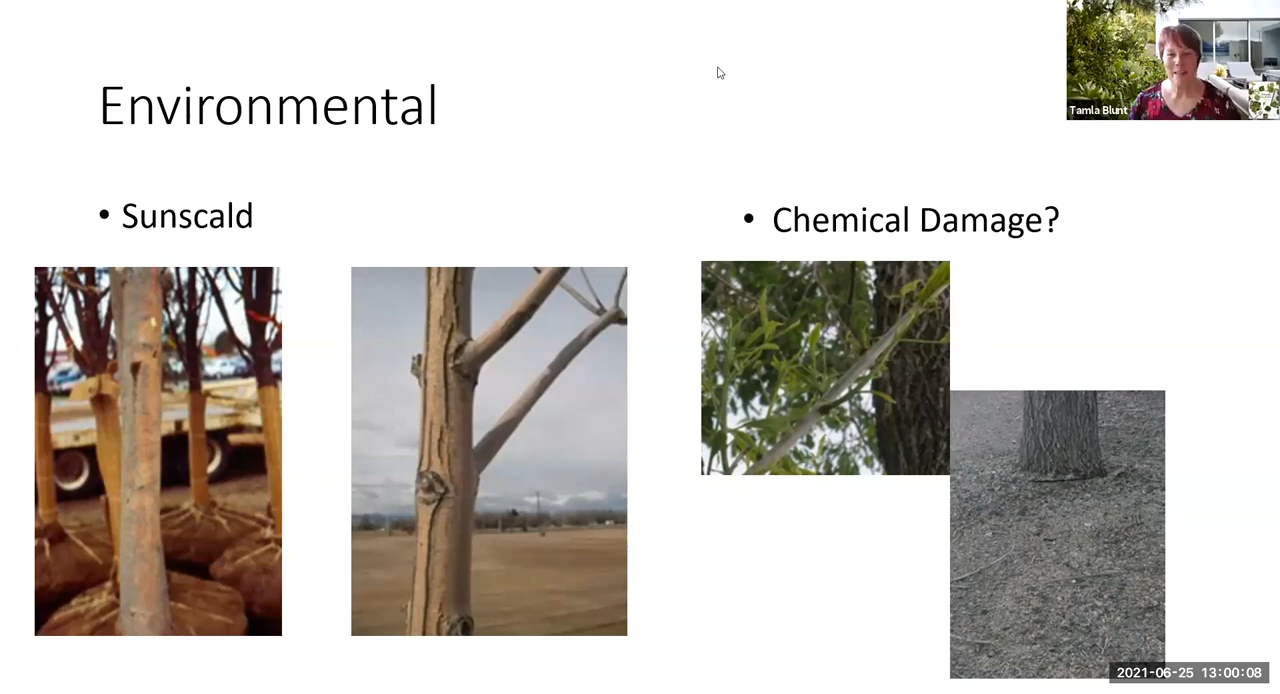 Environmental
• Sunscald
• Chemical Damage?
Tamla Blunt
2021-06-25 13:00:08